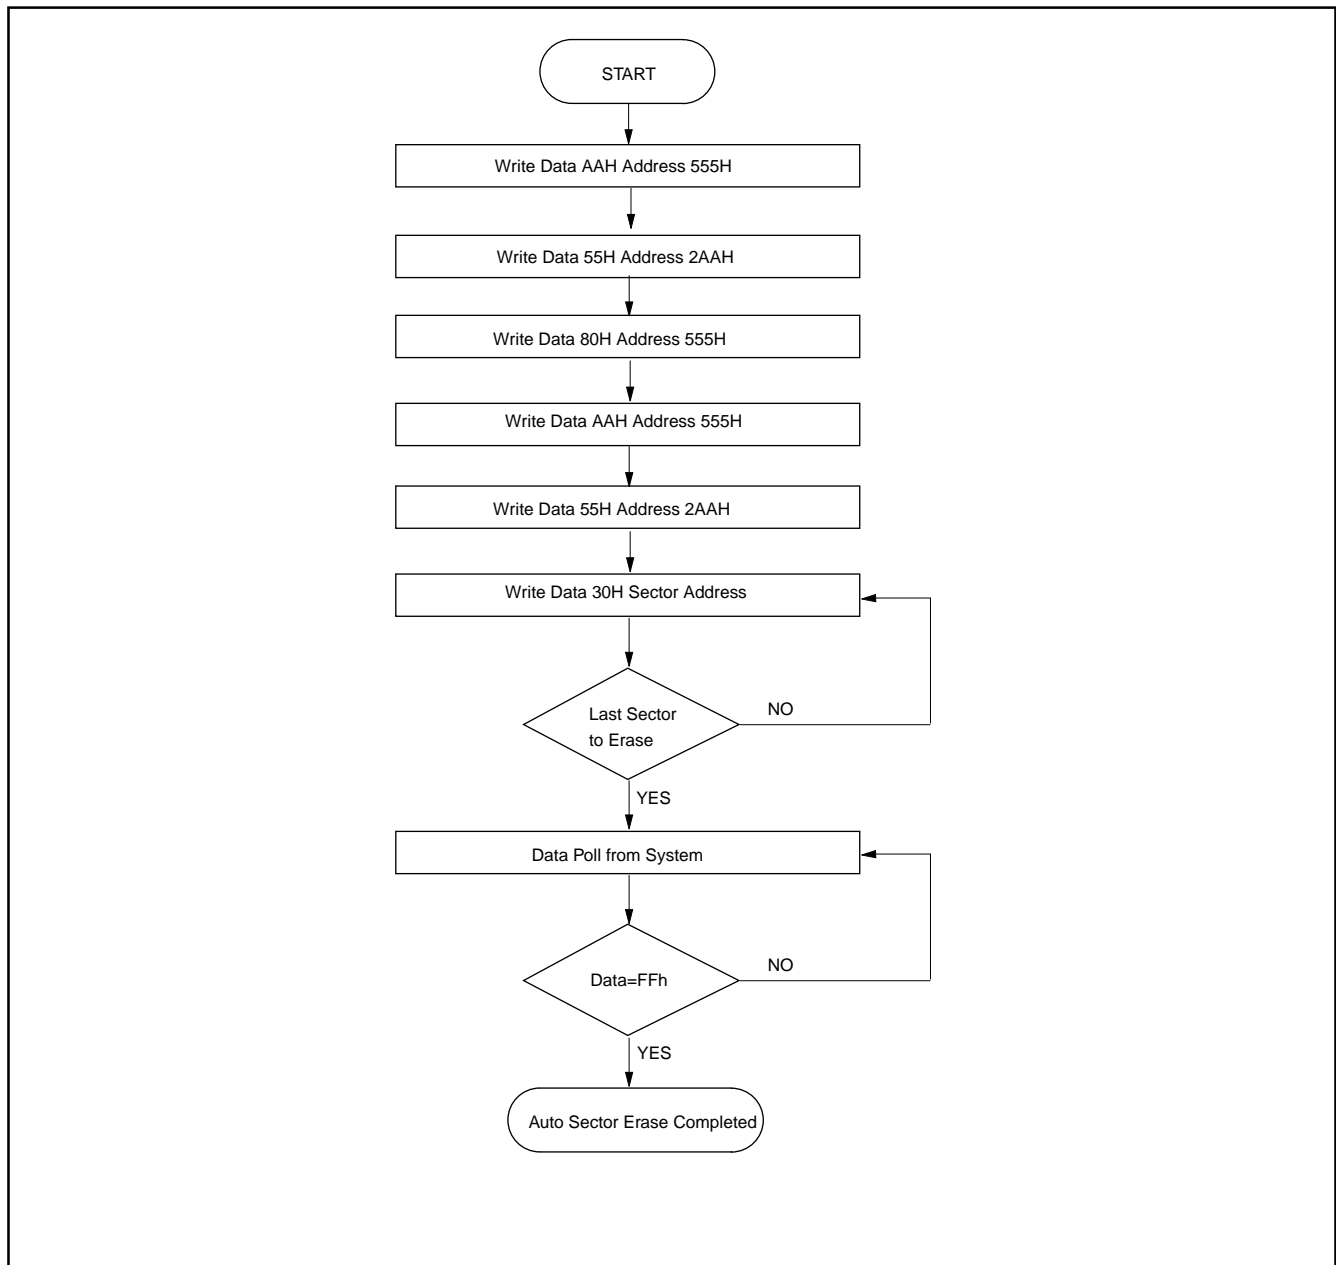 START
Write Data AAH Address 555H
Write Data 55H Address 2AAH
Write Data 80H Address 555H
Write Data AAH Address 555H
Write Data 55H Address 2AAH
Write Data 30H Sector Address
Last Sector
to Erase
NO
YES
Data Poll from System
Data=FFh
NO
YES
Auto Sector Erase Completed